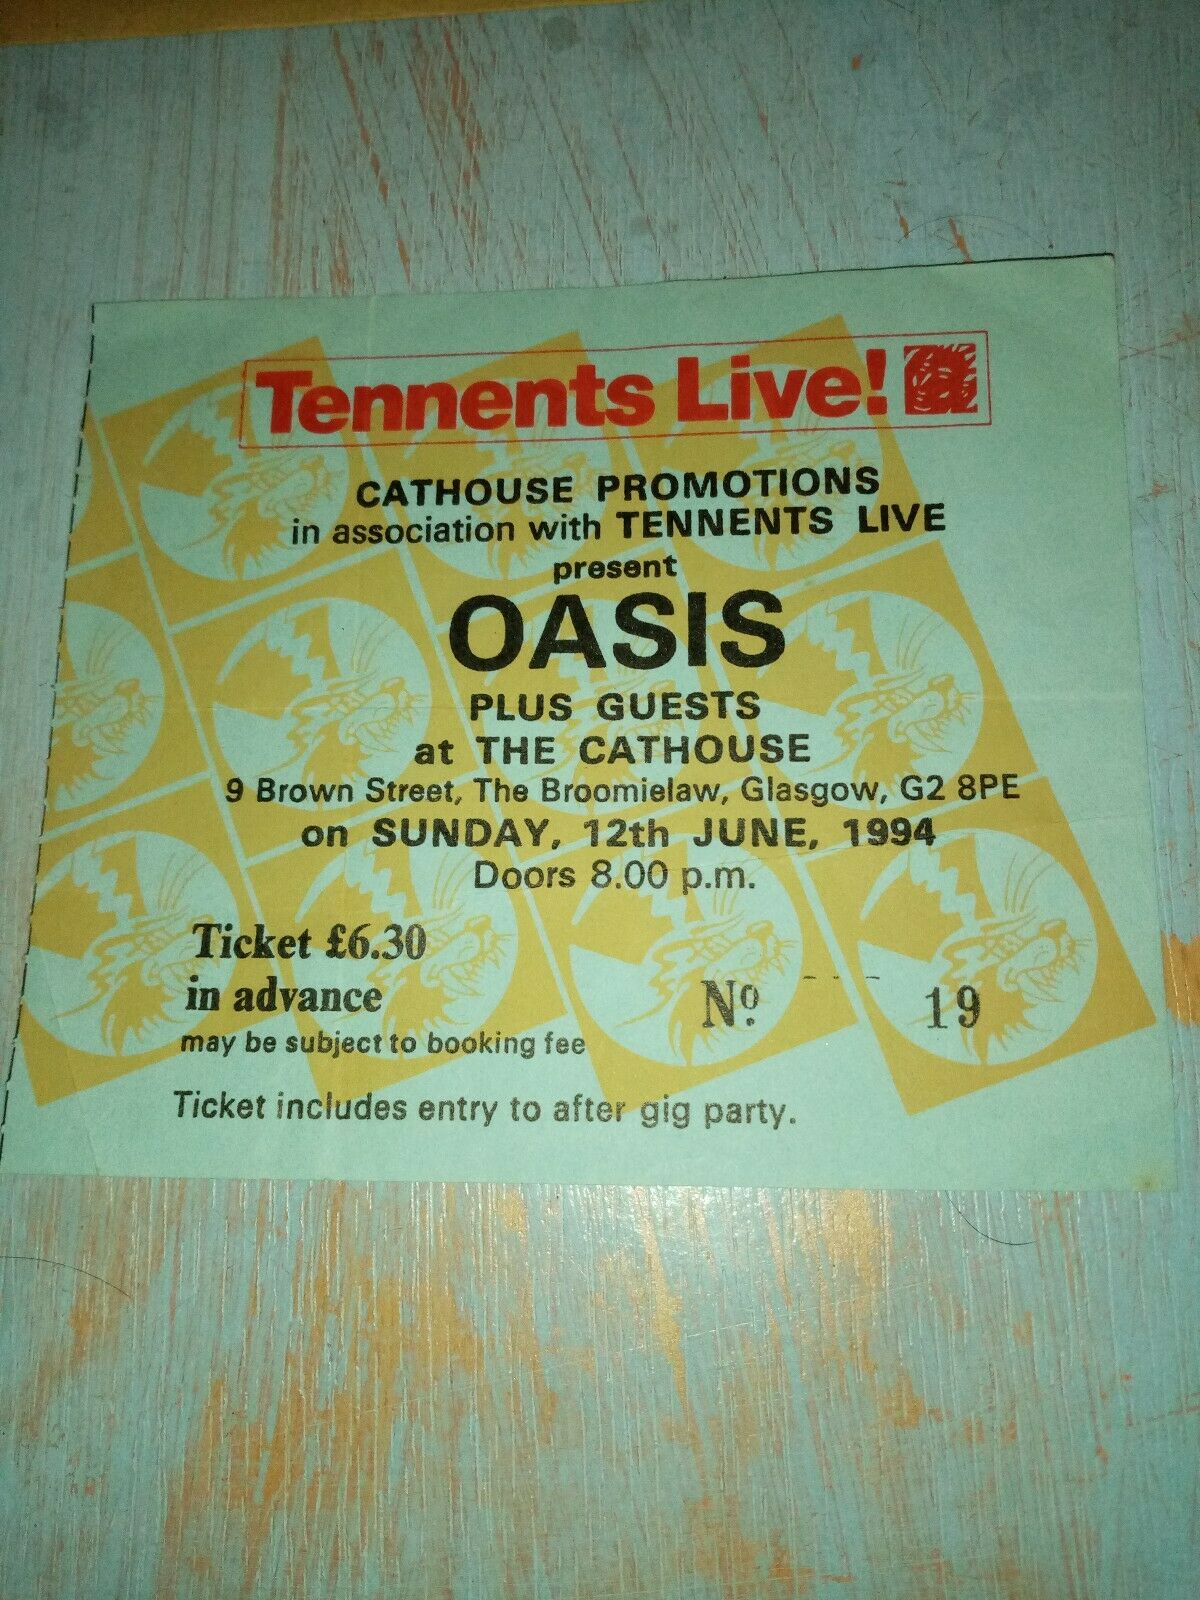 Tennents Live!
CATHOUSE PROMOTIONS
in association with TENNENTS LIVE
present
OASIS
PLUS GUESTS
at THE CATHOUSE
9 Brown Street, The Broomielaw, Glasgow, G2 8PE
on SUNDAY, 12th JUNE, 1994
Doors 8.00 p.m.
Ticket £6.30
in advance
may be subject to booking fee
Nº 19
Ticket includes entry to after gig party.